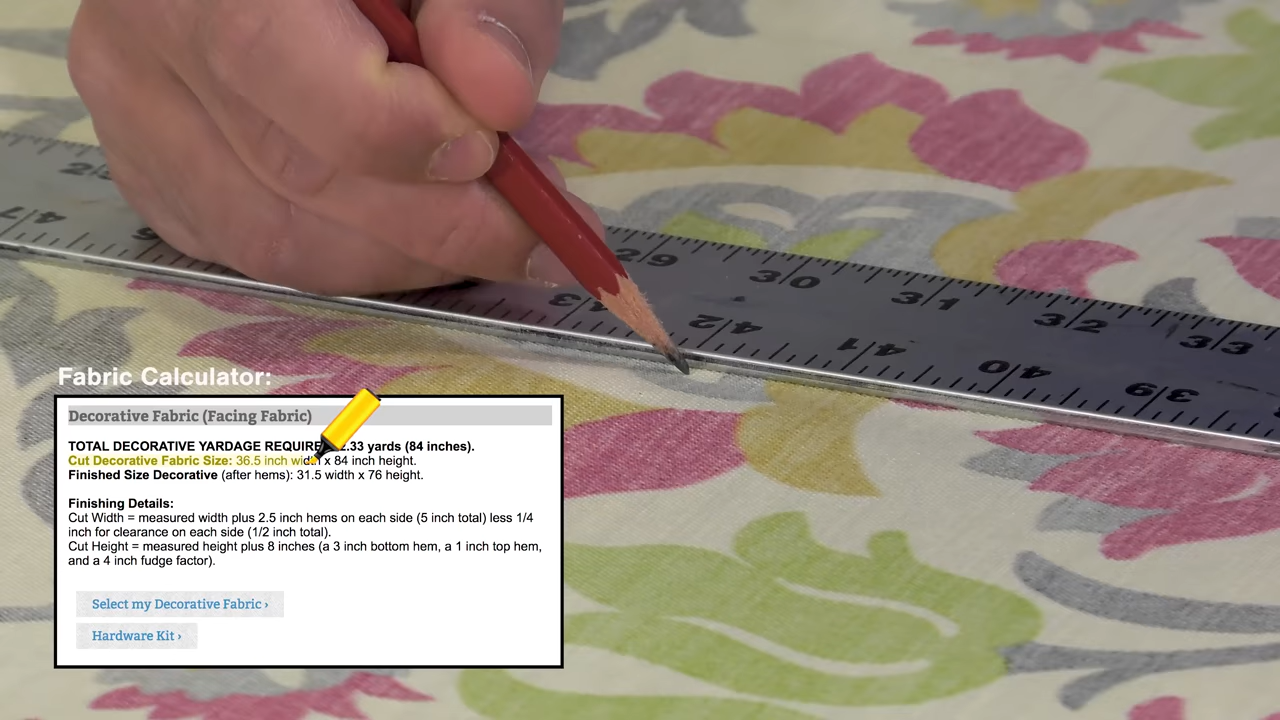 29 30 31 32 33
42 41 40 39
Fabric Calculator:
Decorative Fabric (Facing Fabric)
TOTAL DECORATIVE YARDAGE .33 yards (84 inches).
Cut Decorative Fabric Size: 36.5 inch width x 84 inch height.
Finished Size Decorative (after hems): 31.5 width x 76 height.
Finishing Details:
Cut Width = measured width plus 2.5 inch hems on each side (5 inch total) less 1/4
inch for clearance on each side (1/2 inch total).
Cut Height = measured height plus 8 inches (a 3 inch bottom hem, a 1 inch top hem,
and a 4 inch fudge factor).
Select my Decorative Fabric ›
Hardware Kit ›